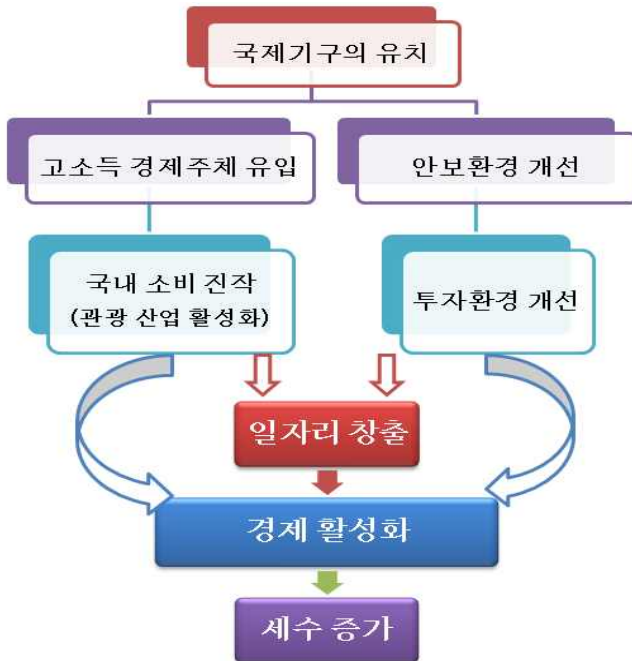 국제기구의 유치
고소득 경제주체 유입
안보환경 개선
국내 소비 진작
(관광 산업 활성화)
투자환경 개선
일자리 창출
경제 활성화
세수 증가